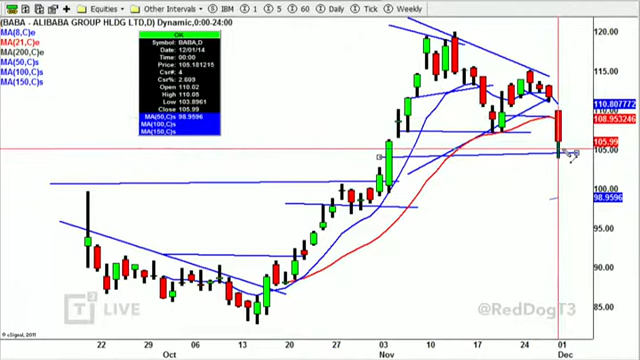 Equities Other Intervals IBM 1 5 60 Daily Tick Weekly
(BABA - ALIBABA GROUP HLDG LTD,D) Dynamic,0:00-24:00
MA(8,C)e
MA(21,C)e
MA(200,C)e
MA(50,C)s
MA(100,C)s
MA(150,C)s
OK
Symbol: BABA,D
Date: 12/01/14
Time: 00:00
Price: 105.181215
Csr#: 4
Csr%: 2.603
Open 110.02
High 110.05
Low 103.8961
Close 105.99
MA(50,C)s 98.9596
MA(100,C)s
MA(150,C)s
120.00
115.00
110.807772
108.953246
105.99
105.00
100.00
98.9596
95.00
90.00
85.00
T3 LIVE
@RedDogT3
© eSignal, 2011
22 Oct 13 20 27 03 Nov 10 17 24 01 Dec